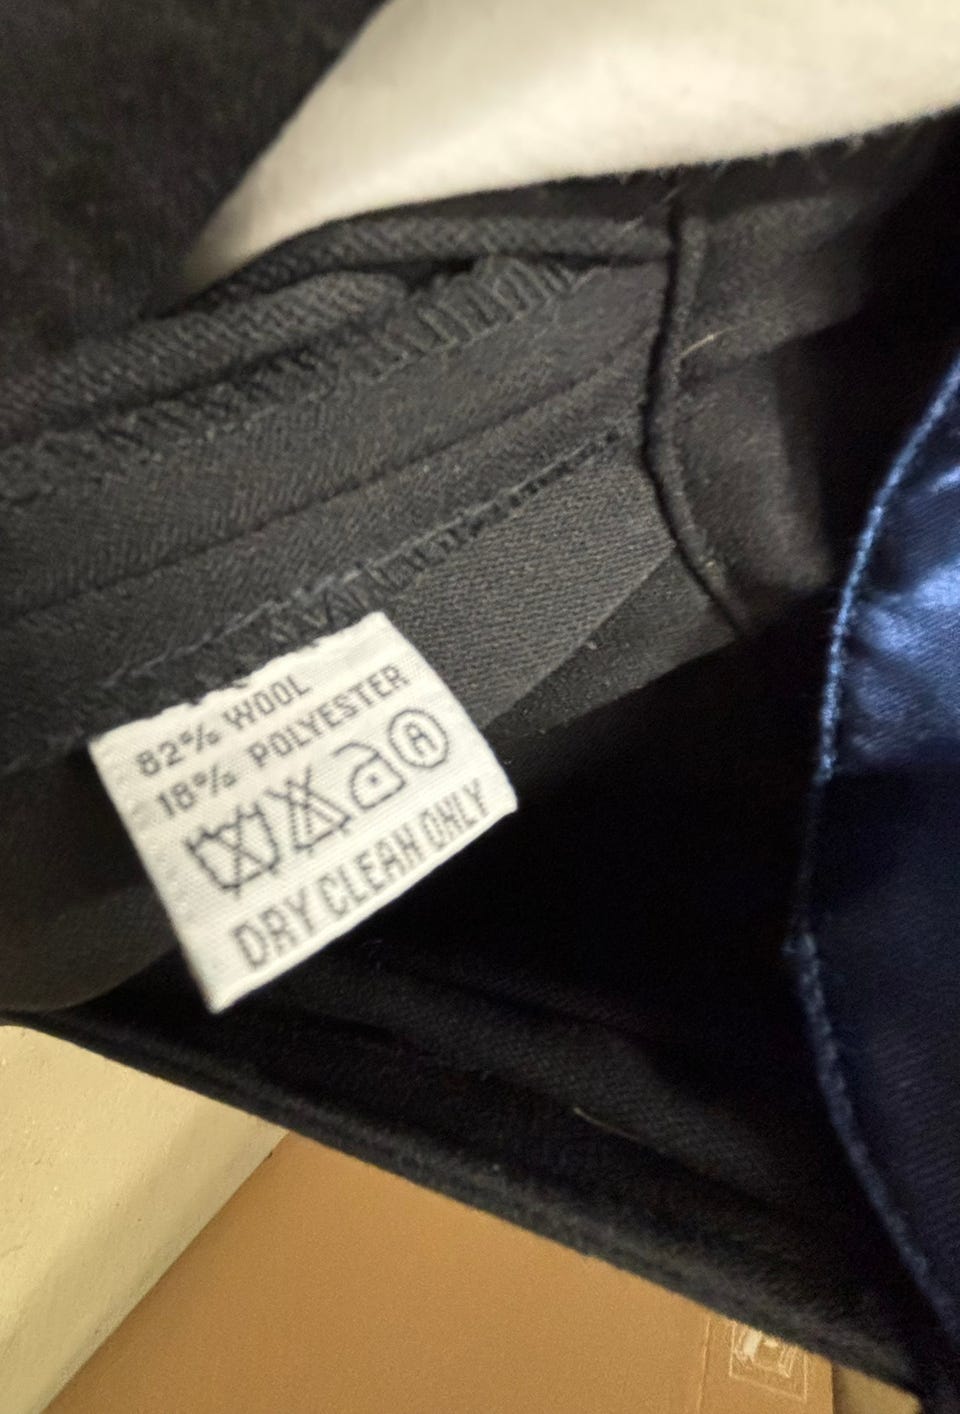 82% WOOL
18% POLYESTER
A
DRY CLEAN ONLY